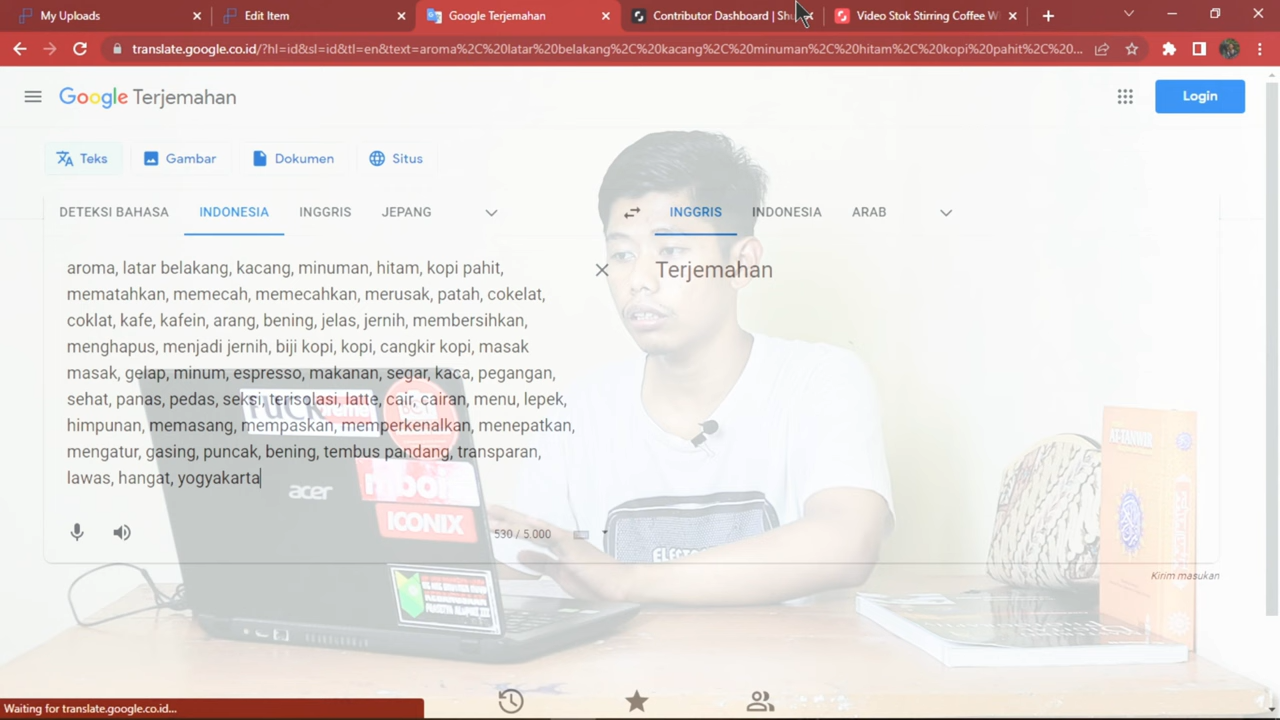 My Uploads
Edit Item
Google Terjemahan
Contributor Dashboard | Shu
Video Stok Stirring Coffee W
translate.google.co.id/?hl=id&sl=id&tl=en&text=aroma%2C%20latar%20belakang%2C%20kacang%2C%20minuman%2C%20hitam%2C%20kopi%20pahit%2C%20...
Google Terjemahan
Login
Teks
Gambar
Dokumen
Situs
DETEKSI BAHASA
INDONESIA
INGGRIS
JEPANG
INGGRIS
INDONESIA
ARAB
aroma, latar belakang, kacang, minuman, hitam, kopi pahit,
mematahkan, memecah, memecahkan, merusak, patah, cokelat,
coklat, kafe, kafein, arang, bening, jelas, jernih, membersihkan,
menghapus, menjadi jernih, biji kopi, kopi, cangkir kopi, masak
masak, gelap, minum, espresso, makanan, segar, kaca, pegangan,
sehat, panas, pedas, seksi, terisolasi, latte, cair, cairan, menu, lepek,
himpunan, memasang, mempaskan, memperkenalkan, menepatkan,
mengatur, gasing, puncak, bening, tembus pandang, transparan,
lawas, hangat, yogyakarta
Terjemahan
530 / 5.000
Kirim masukan
acer
ICONIX
AT-TANWIR
Waiting for translate.google.co.id...